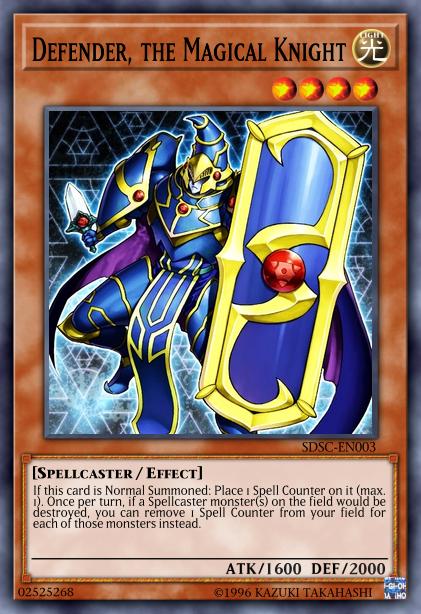 DEFENDER, THE MAGICAL KNIGHT
LIGHT
光
SDSC-EN003
[SPELLCASTER / EFFECT]
If this card is Normal Summoned: Place 1 Spell Counter on it (max.
1). Once per turn, if a Spellcaster monster(s) on the field would be
destroyed, you can remove 1 Spell Counter from your field for
each of those monsters instead.
ATK/1600 DEF/2000
02525268
©1996 KAZUKI TAKAHASHI